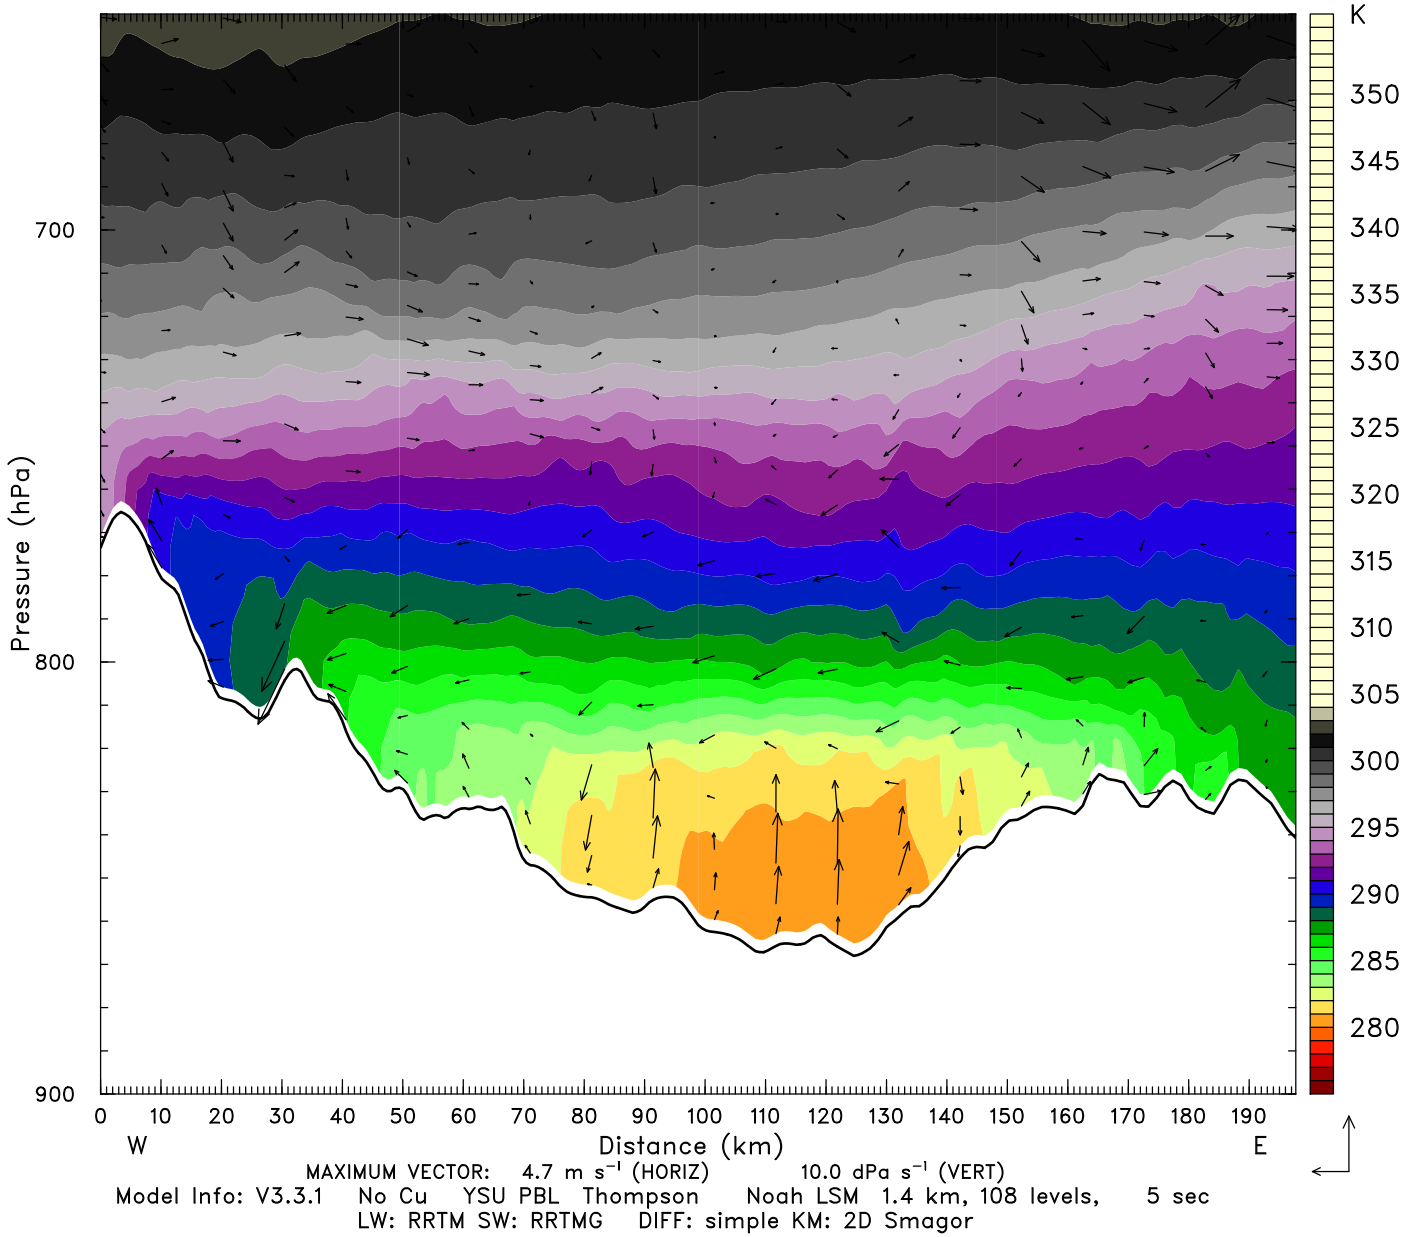 K
350
345
340
335
330
325
320
315
310
305
300
295
290
285
280
Pressure (hPa)
700
800
900
0 10 20 30 40 50 60 70 80 90 100 110 120 130 140 150 160 170 180 190
W Distance (km) E
MAXIMUM VECTOR: 4.7 m s⁻¹ (HORIZ) 10.0 dPa s⁻¹ (VERT)
Model Info: V3.3.1 No Cu YSU PBL Thompson Noah LSM 1.4 km, 108 levels, 5 sec
LW: RRTM SW: RRTMG DIFF: simple KM: 2D Smagor